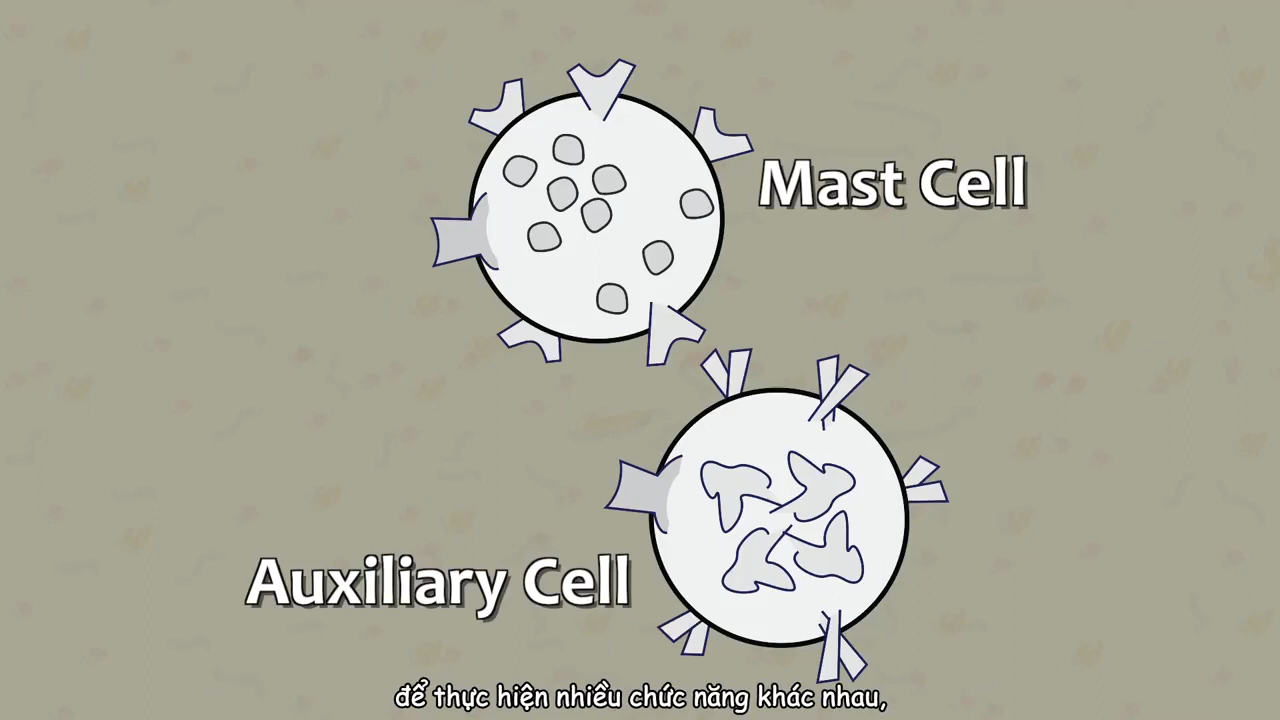 Mast Cell
Auxiliary Cell
để thực hiện nhiều chức năng khác nhau,